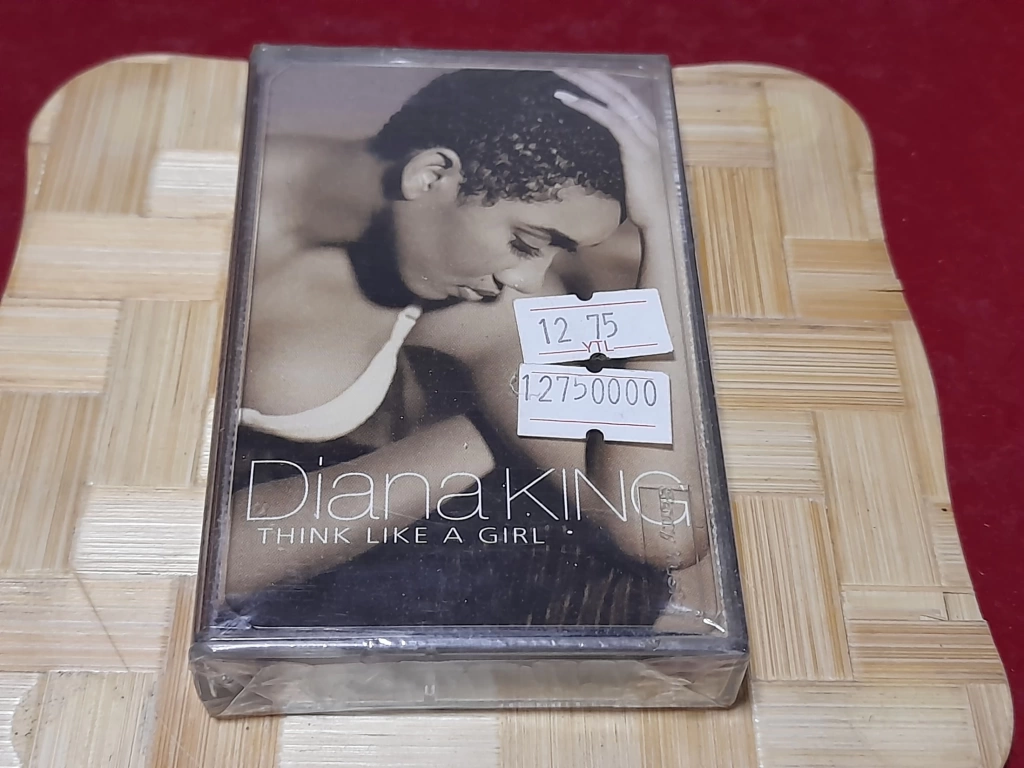 12 75
YTL
12750000
Diana KING
THINK LIKE A GIRL